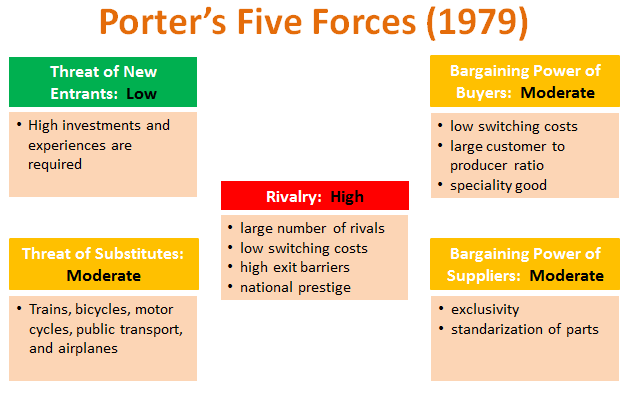 Porter's Five Forces (1979)
Threat of New
Entrants: Low
• High investments and
experiences are
required
Bargaining Power of
Buyers: Moderate
• low switching costs
• large customer to
producer ratio
• speciality good
Rivalry: High
• large number of rivals
• low switching costs
• high exit barriers
• national prestige
Threat of Substitutes:
Moderate
• Trains, bicycles, motor
cycles, public transport,
and airplanes
Bargaining Power of
Suppliers: Moderate
• exclusivity
• standarization of parts